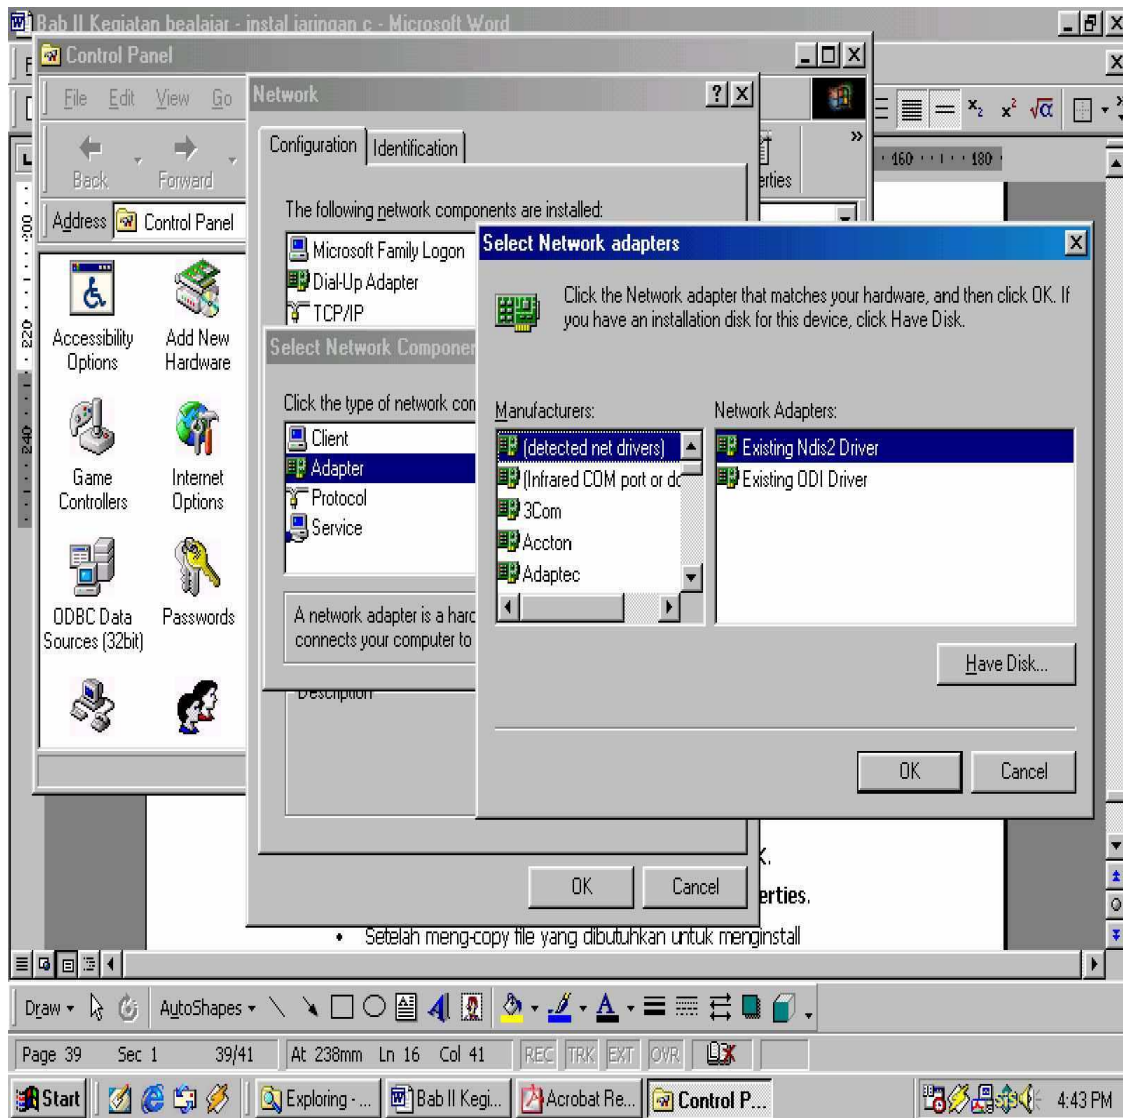 Bab II Kegiatan bealajar - instal jaringan c - Microsoft Word
Control Panel
File Edit View Go
Back Forward
Address Control Panel
Accessibility Options
Add New Hardware
Game Controllers
Internet Options
ODBC Data Sources (32bit)
Passwords
Network
Configuration Identification
The following network components are installed:
Microsoft Family Logon
Dial-Up Adapter
TCP/IP
Description
OK Cancel
Select Network
Click the type of network
Client
Adapter
Protocol
Service
A network adapter is a
connects your computer to
Select Network adapters
Click the Network adapter that matches your hardware, and then click OK. If
you have an installation disk for this device, click Have Disk.
Manufacturers:
(detected net drivers)
(Infrared COM port or
3Com
Accton
Adaptec
Network Adapters:
Existing Ndis2 Driver
Existing ODI Driver
Have Disk...
OK Cancel
x₂ x² √α
160 180
220
240
erties
erties.
• Setelah meng-copy file yang dibutuhkan untuk menginstall
Draw AutoShapes
Page 39 Sec 1 39/41 At 238mm Ln 16 Col 41 REC TRK EXT OVR
Start Exploring - ... Bab II Kegi... Acrobat Re... Control P... 4:43 PM